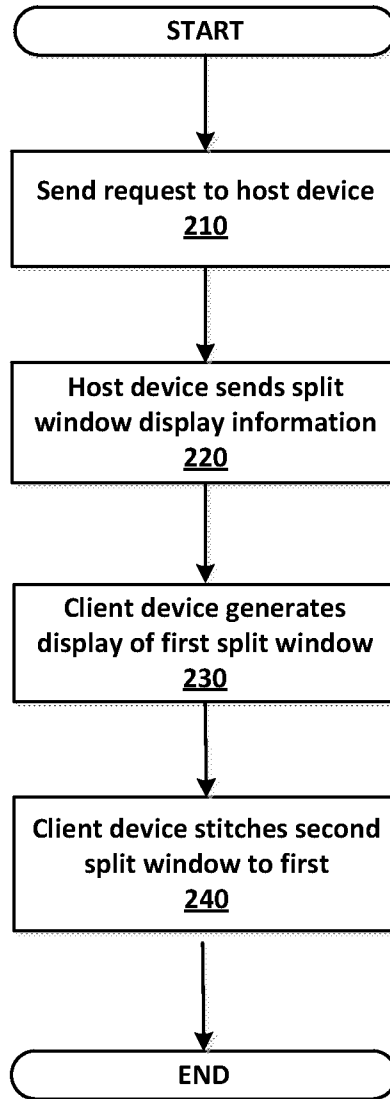 START
Send request to host device
210
Host device sends split
window display information
220
Client device generates
display of first split window
230
Client device stitches second
split window to first
240
END